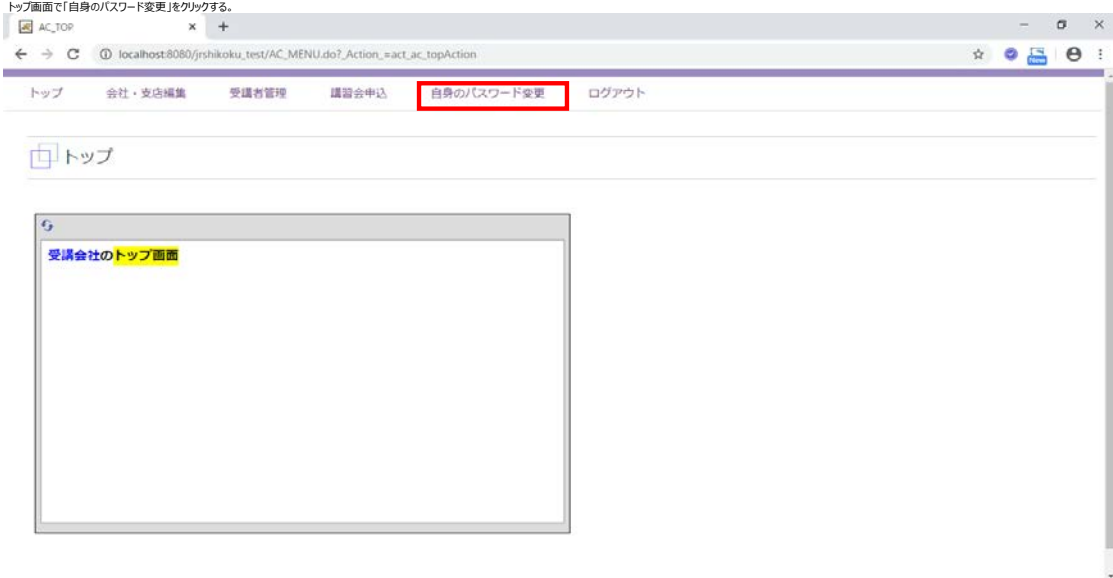 トップ画面で「自身のパスワード変更」をクリックする。
AC_TOP
localhost:8080/jrshikoku_test/AC_MENU.do?_Action_=act_ac_topAction
New
トップ 会社・支店編集 受講者管理 講習会申込 自身のパスワード変更 ログアウト
トップ
受講会社のトップ画面